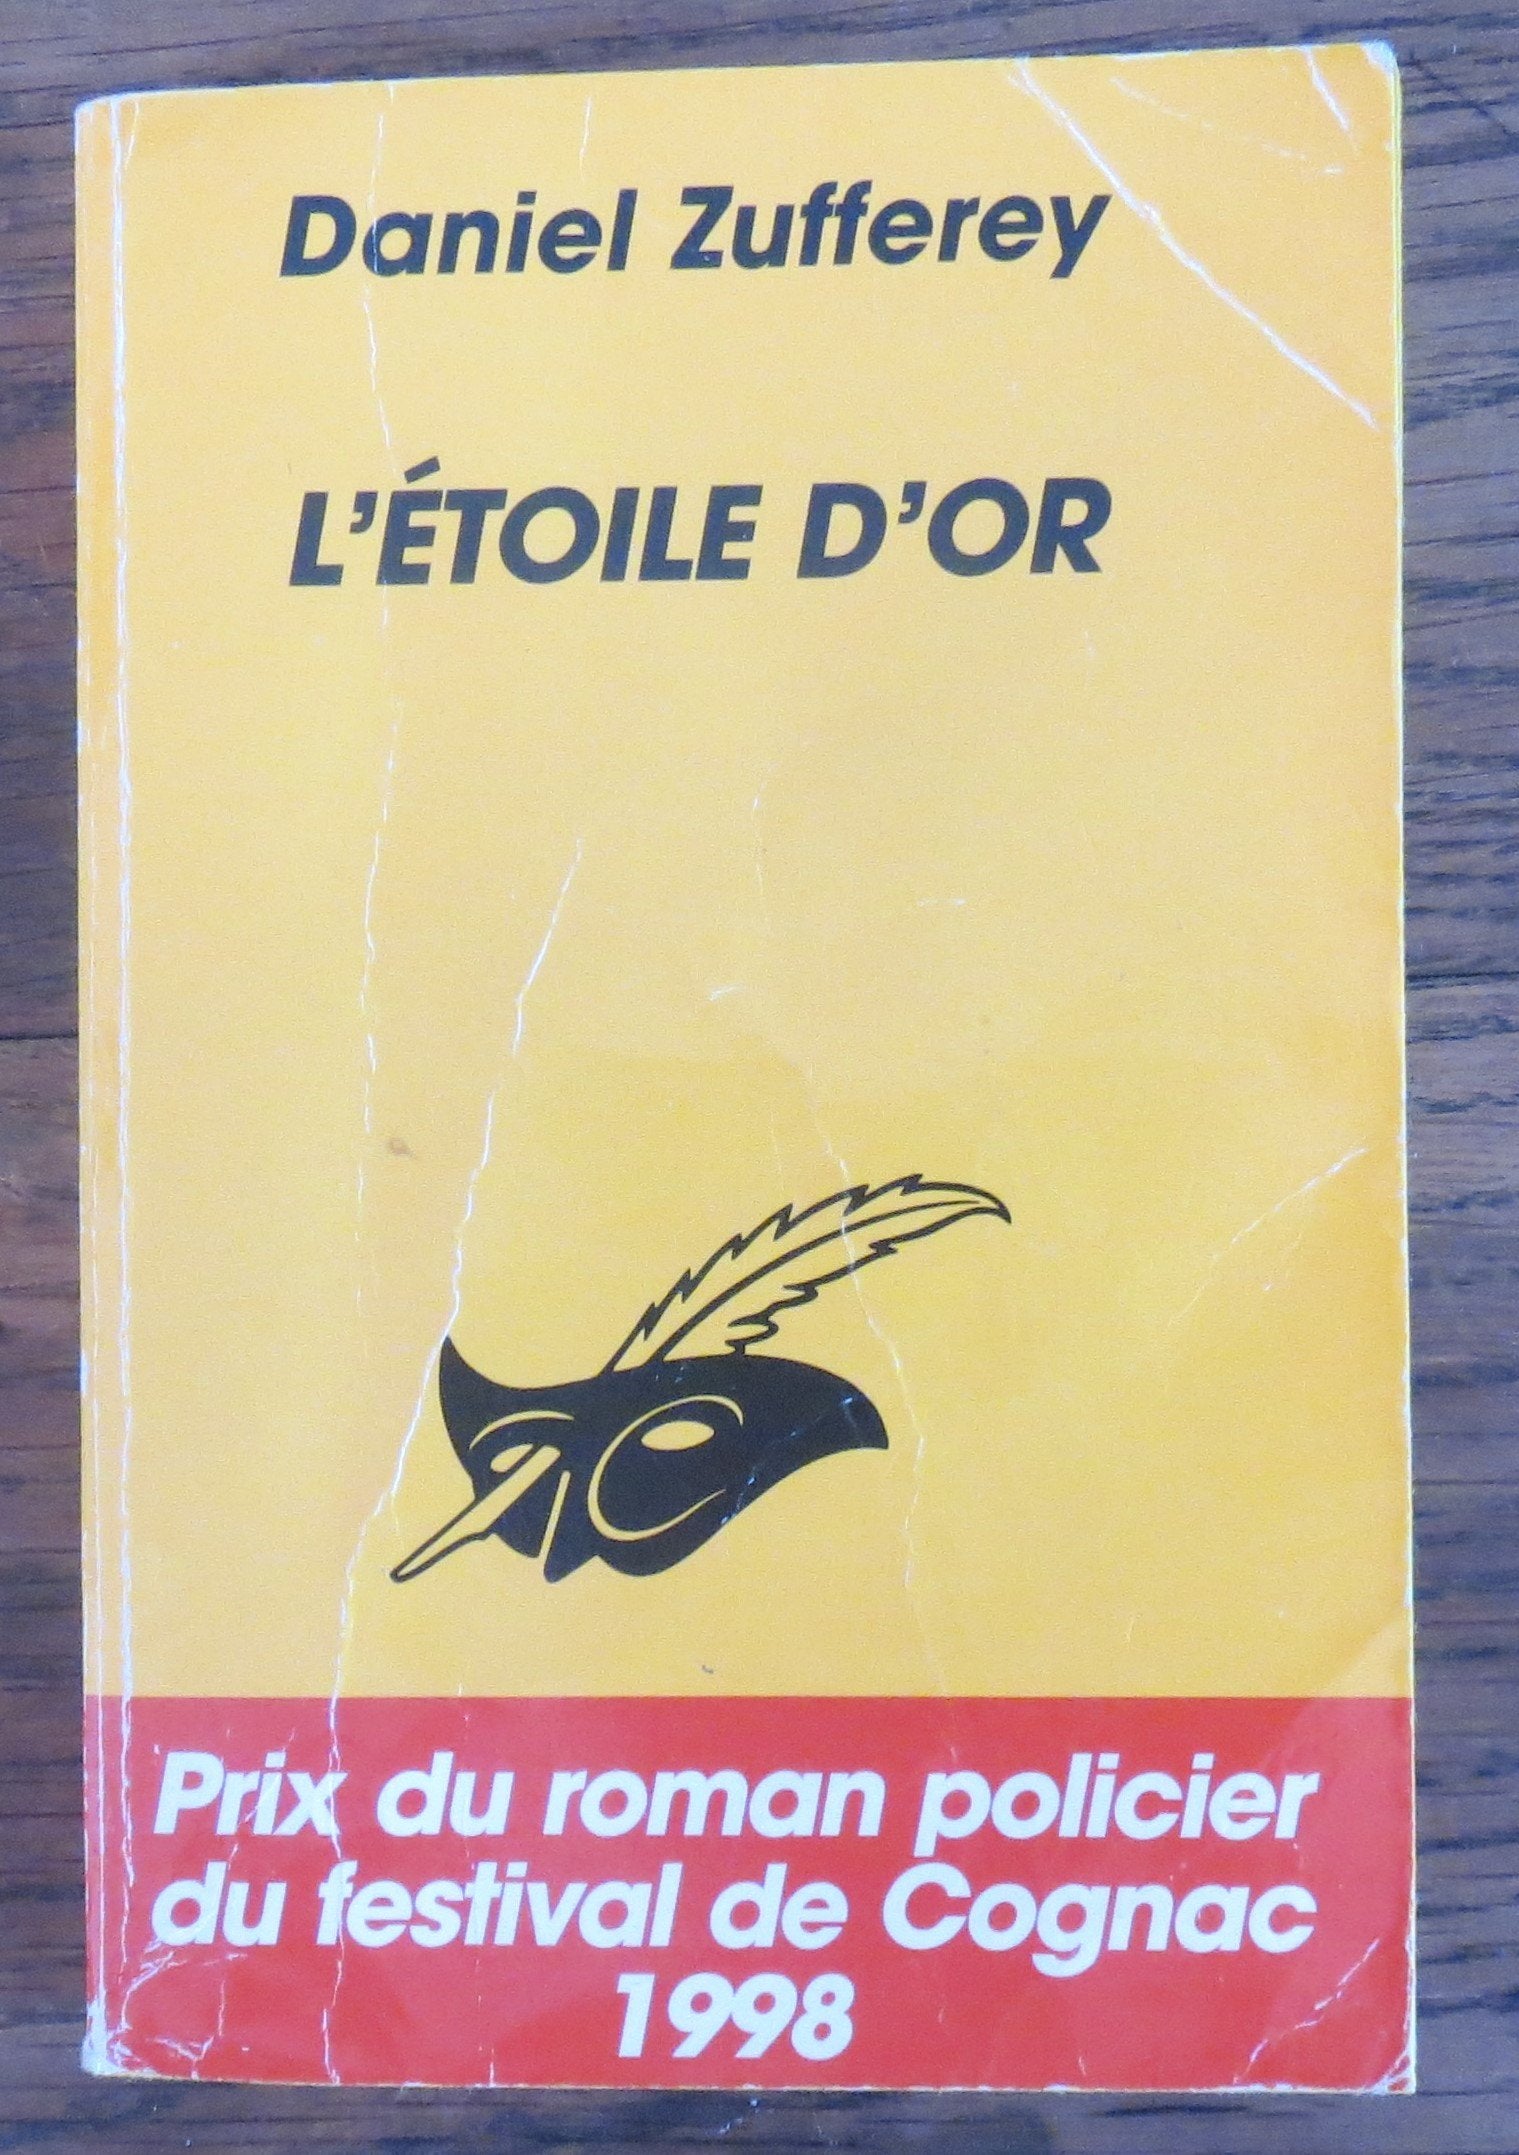 Daniel Zufferey
L'ÉTOILE D'OR
Prix du roman policier
du festival de Cognac
1998